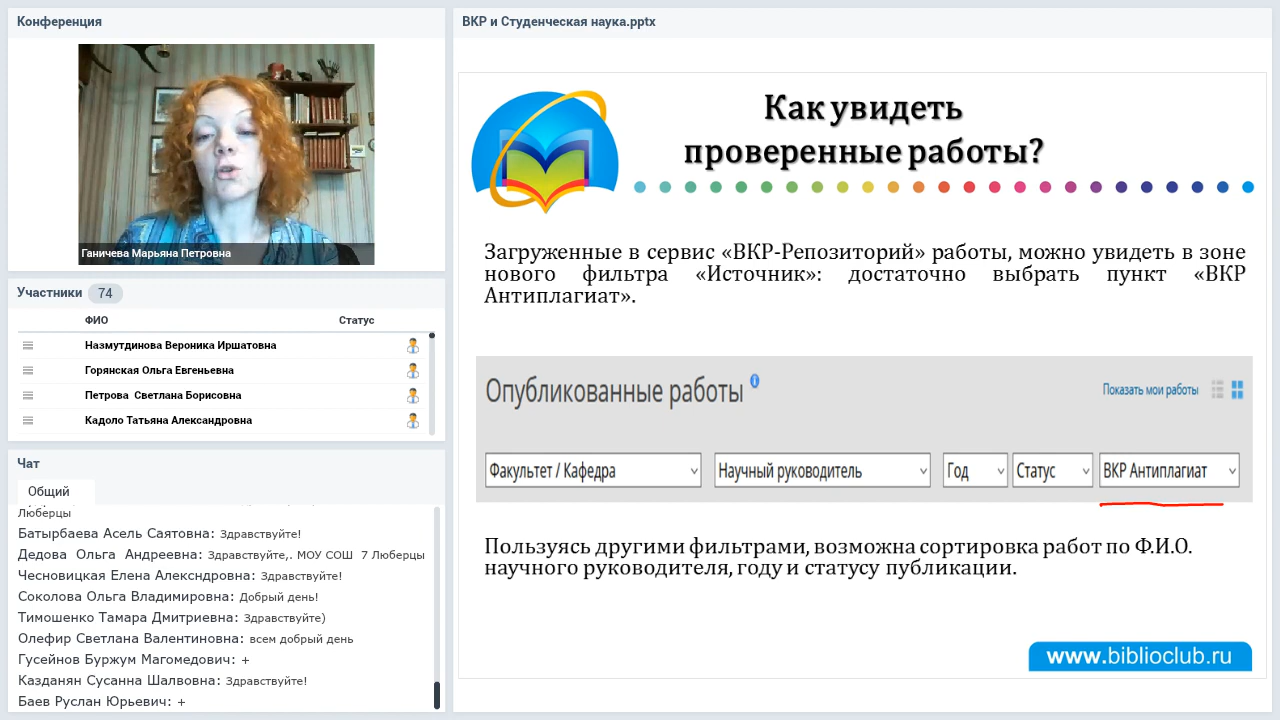 Конференция
Ганичева Марьяна Петровна
Участники 74
ФИО Статус
Назмутдинова Вероника Иршатовна
Горянская Ольга Евгеньевна
Петрова Светлана Борисовна
Кадоло Татьяна Александровна
Чат
Общий
Люберцы
Батырбаева Асель Саятовна: Здравствуйте!
Дедова Ольга Андреевна: Здравствуйте,. МОУ СОШ 7 Люберцы
Чесновицкая Елена Алексндровна: Здравствуйте!
Соколова Ольга Владимировна: Добрый день!
Тимошенко Тамара Дмитриевна: Здравствуйте)
Олефир Светлана Валентиновна: всем добрый день
Гусейнов Буржум Магомедович: +
Казданян Сусанна Шалвовна: Здравствуйте!
Баев Руслан Юрьевич: +
ВКР и Студенческая наука.pptx
Как увидеть
проверенные работы?
Загруженные в сервис «ВКР-Репозиторий» работы, можно увидеть в зоне
нового фильтра «Источник»: достаточно выбрать пункт «ВКР
Антиплагиат».
Опубликованные работы i
Показать мои работы
Факультет / Кафедра Научный руководитель Год Статус ВКР Антиплагиат
Пользуясь другими фильтрами, возможна сортировка работ по Ф.И.О.
научного руководителя, году и статусу публикации.
www.biblioclub.ru